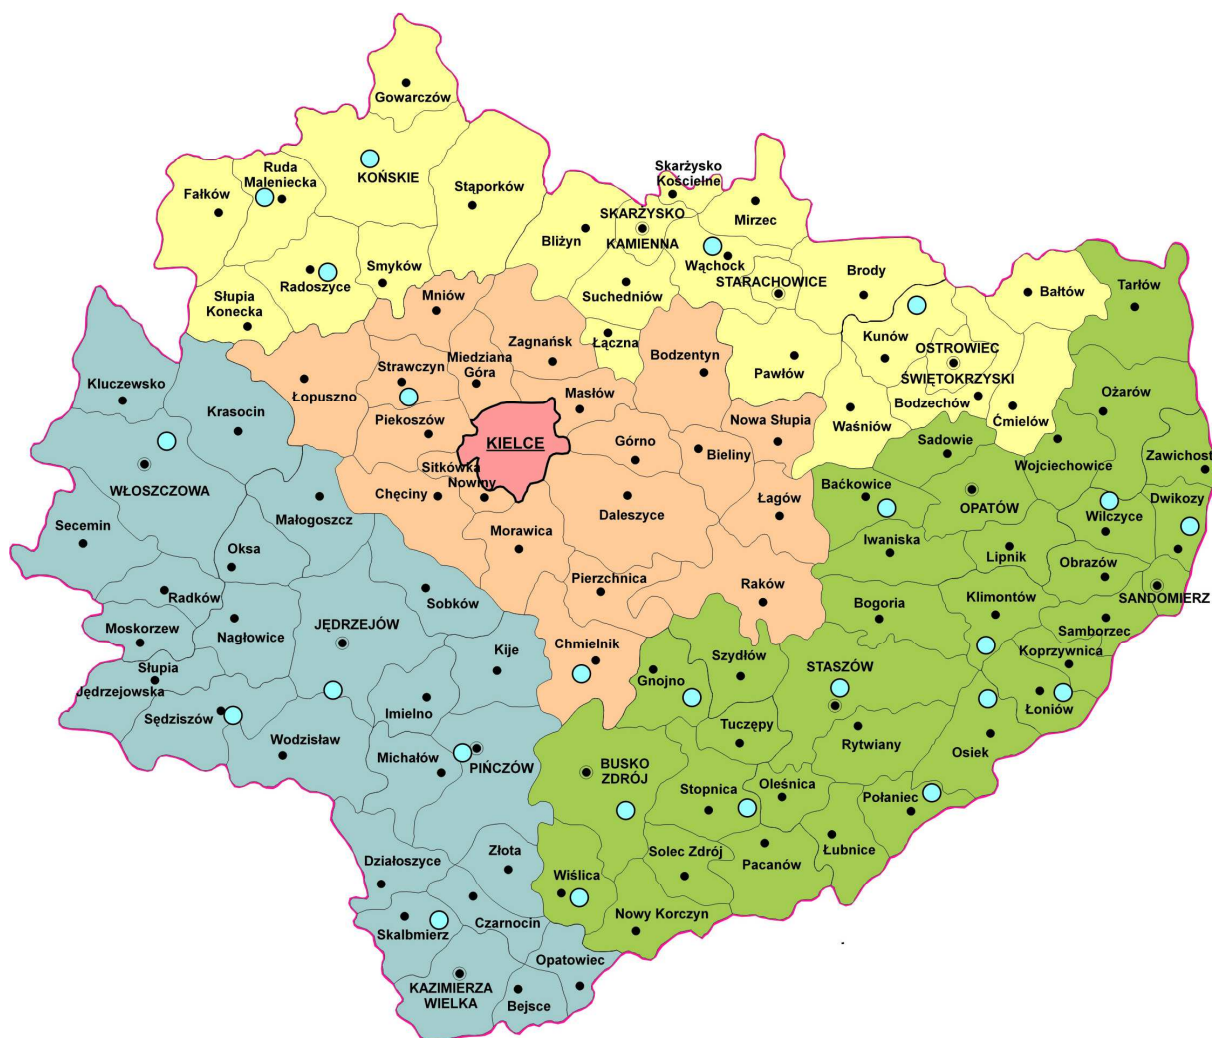 Gowarczów
Ruda
Maleniecka
KOŃSKIE
Fałków
Stąporków
Skarżysko
Kościelne
SKARZYSKO
KAMIENNA
Mirzec
Bliżyn
Wąchock
STARACHOWICE
Brody
Bałtów
Tarłów
Radoszyce
Smyków
Suchedniów
Słupia
Konecka
Mniów
Zagnańsk
Łączna
Bodzentyn
Pawłów
Kunów
OSTROWIEC
ŚWIĘTOKRZYSKI
Bodzechów
Ćmielów
Waśniów
Ożarów
Kluczewsko
Krasocin
Łopuszno
Strawczyn
Miedziana
Góra
Masłów
Piekoszów
KIELCE
Górno
Bieliny
Nowa Słupia
Sadowie
Wojciechowice
Zawichost
WŁOSZCZOWA
Małogoszcz
Chęciny
Sitkówka
Nowiny
Daleszyce
Łagów
Baćkowice
OPATÓW
Wilczyce
Dwikozy
Secemin
Oksa
Morawica
Iwaniska
Lipnik
Obrazów
Radków
Sobków
Pierzchnica
Raków
Bogoria
Klimontów
SANDOMIERZ
Moskorzew
Nagłowice
JĘDRZEJÓW
Samborzec
Słupia
Jędrzejowska
Kije
Chmielnik
Gnojno
Szydłów
STASZÓW
Koprzywnica
Łoniów
Sędziszów
Imielno
Wodzisław
Michałów
PIŃCZÓW
Tuczępy
Rytwiany
Osiek
BUSKO
ZDRÓJ
Stopnica
Oleśnica
Połaniec
Działoszyce
Złota
Wiślica
Solec Zdrój
Pacanów
Łubnice
Skalbmierz
Czarnocin
Nowy Korczyn
KAZIMIERZA
WIELKA
Opatowiec
Bejsce